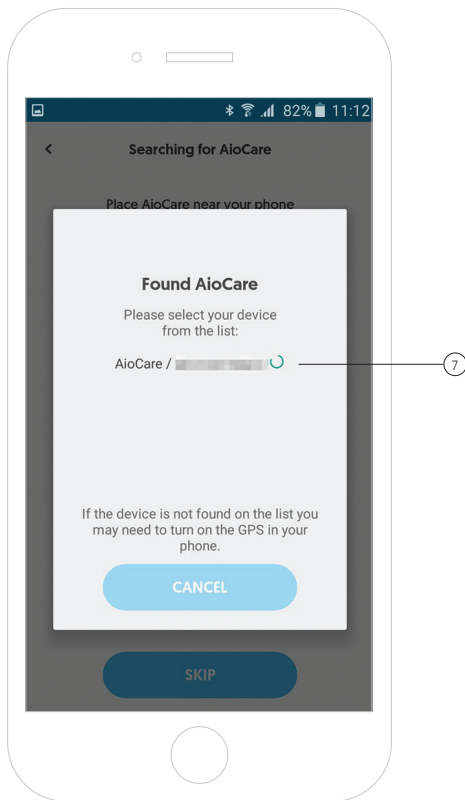 82% 11:12
Searching for AioCare
Place AioCare near your phone
Found AioCare
Please select your device
from the list:
AioCare /
7
If the device is not found on the list you
may need to turn on the GPS in your
phone.
CANCEL
SKIP